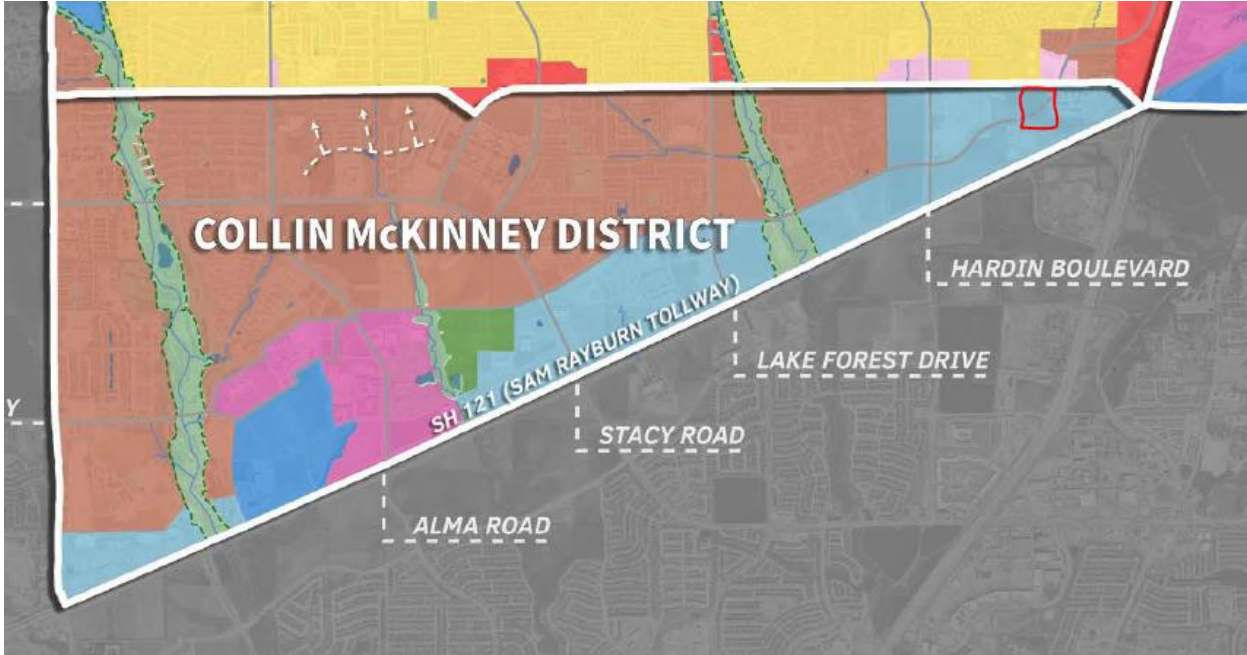 COLLIN McKINNEY DISTRICT
HARDIN BOULEVARD
SH 121 (SAM RAYBURN TOLLWAY)
LAKE FOREST DRIVE
Y
STACY ROAD
ALMA ROAD